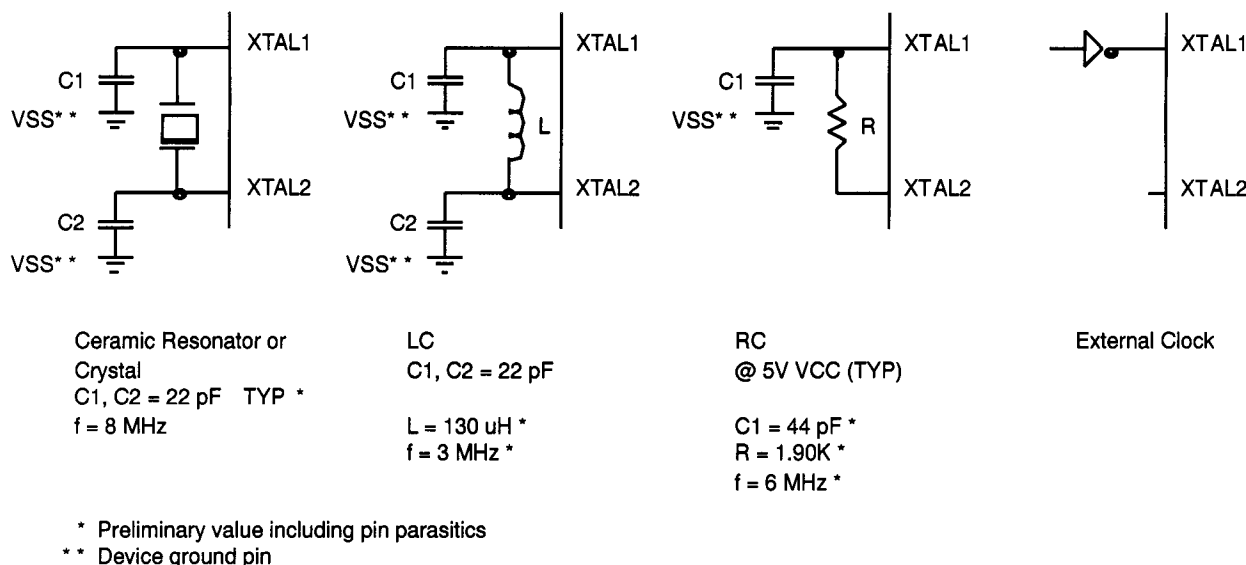 XTAL1
C1
VSS* *
XTAL2
C2
VSS* *
XTAL1
C1
VSS* *
L
XTAL2
C2
VSS* *
XTAL1
C1
VSS* *
R
XTAL2
XTAL1
XTAL2
Ceramic Resonator or
Crystal
C1, C2 = 22 pF TYP *
f = 8 MHz
LC
C1, C2 = 22 pF
L = 130 uH *
f = 3 MHz *
RC
@ 5V VCC (TYP)
C1 = 44 pF *
R = 1.90K *
f = 6 MHz *
External Clock
* Preliminary value including pin parasitics
* * Device ground pin